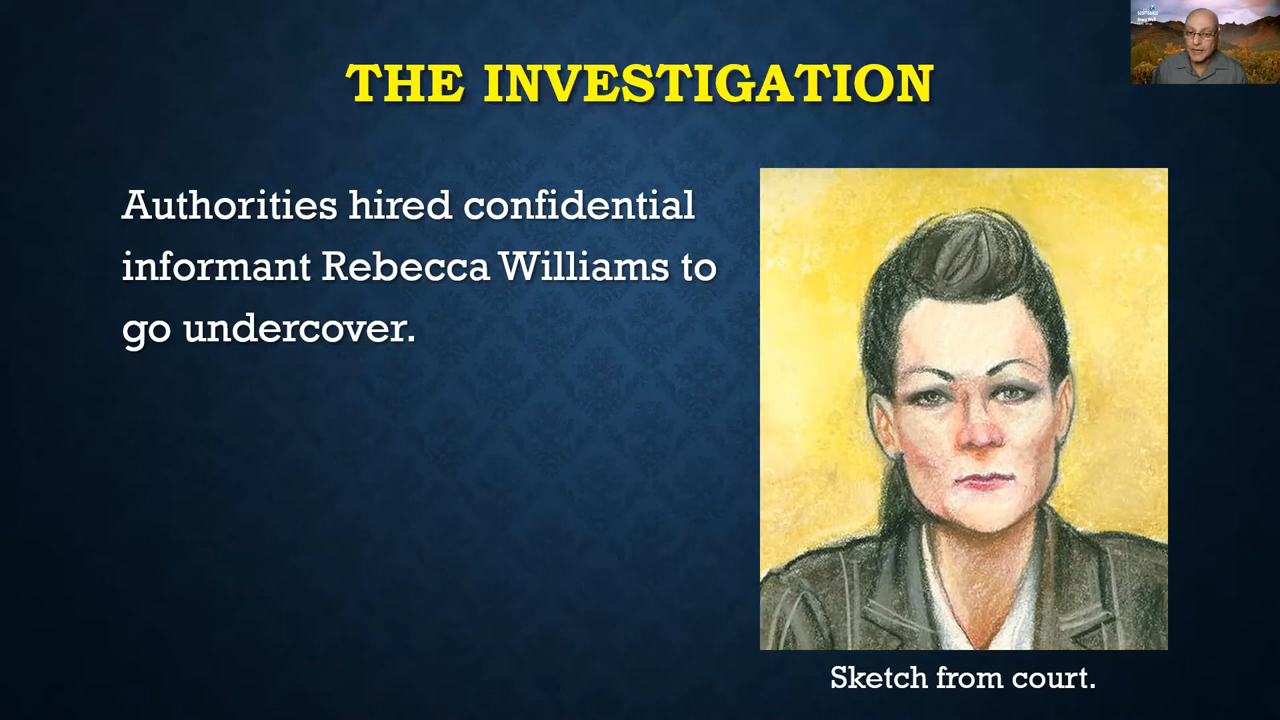 THE INVESTIGATION
Authorities hired confidential
informant Rebecca Williams to
go undercover.
Sketch from court.